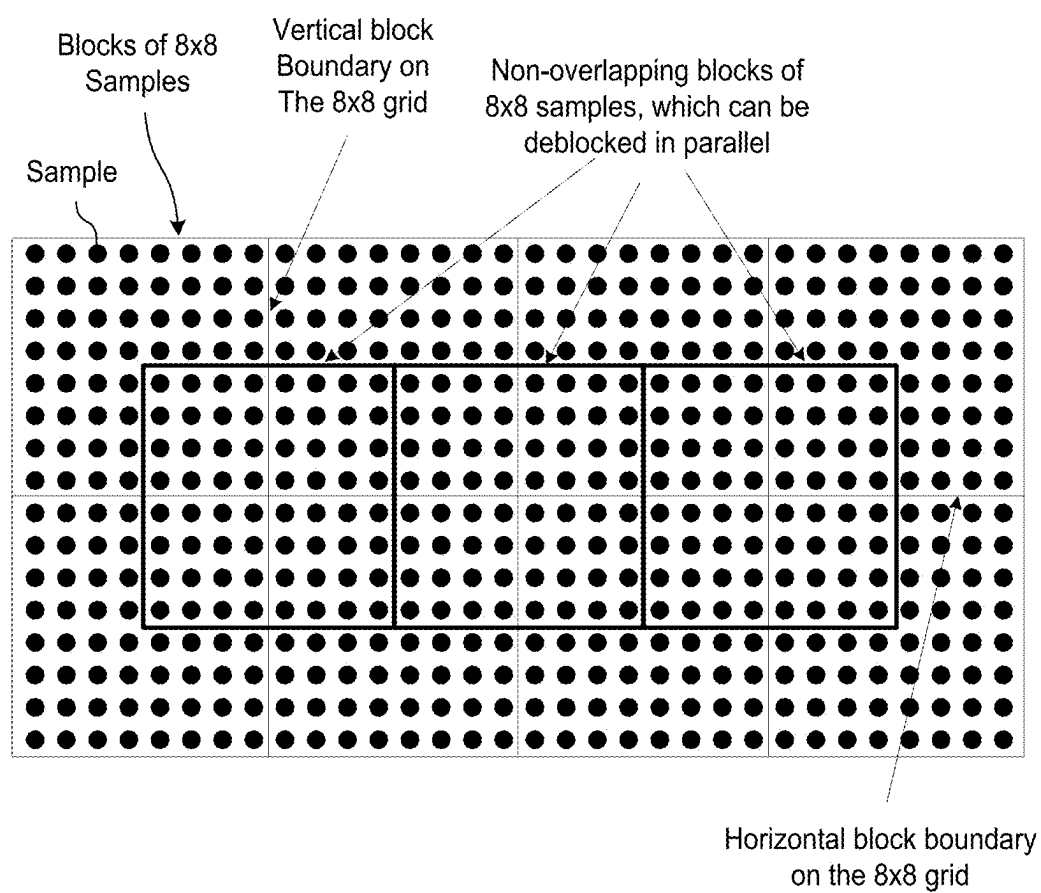 Blocks of 8x8
Samples
Vertical block
Boundary on
The 8x8 grid
Non-overlapping blocks of
8x8 samples, which can be
deblocked in parallel
Sample
Horizontal block boundary
on the 8x8 grid